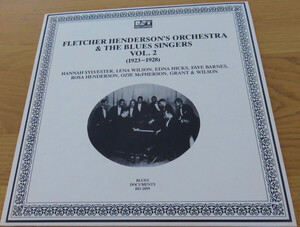 RST
FLETCHER HENDERSON'S ORCHESTRA
& THE BLUES SINGERS
VOL. 2
(1923-1928)
HANNAH SYLVESTER, LENA WILSON, EDNA HICKS, FAYE BARNES,
ROSA HENDERSON, OZIE McPHERSON, GRANT & WILSON
BLUES
DOCUMENTS